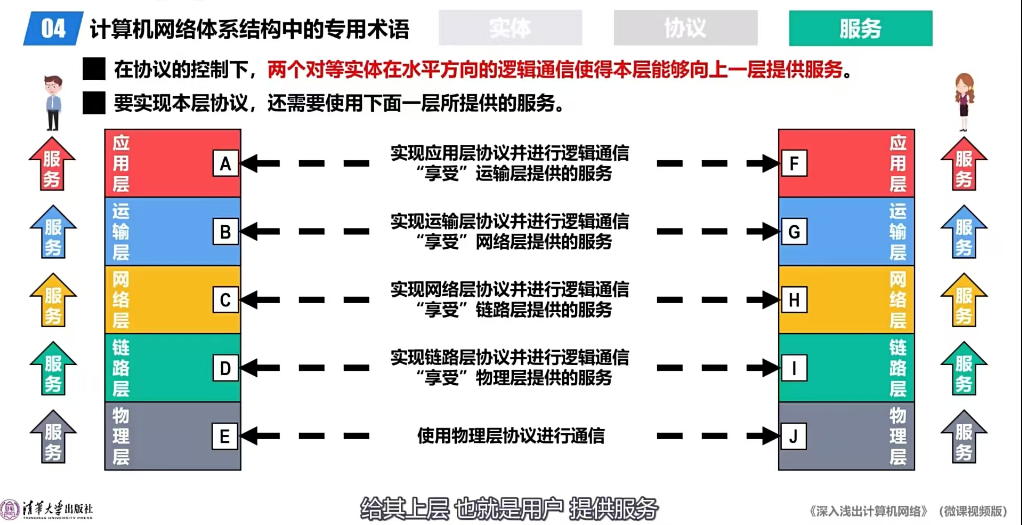 04 计算机网络体系结构中的专用术语 实体 协议 服务
在协议的控制下，两个对等实体在水平方向的逻辑通信使得本层能够向上一层提供服务。
要实现本层协议，还需要使用下面一层所提供的服务。
服务 应用层 A 实现应用层协议并进行逻辑通信 F 应用层 服务
“享受”运输层提供的服务
服务 运输层 B 实现运输层协议并进行逻辑通信 G 运输层 服务
“享受”网络层提供的服务
服务 网络层 C 实现网络层协议并进行逻辑通信 H 网络层 服务
“享受”链路层提供的服务
服务 链路层 D 实现链路层协议并进行逻辑通信 I 链路层 服务
“享受”物理层提供的服务
服务 物理层 E 使用物理层协议进行通信 J 物理层 服务
给其上层 也就是用户 提供服务
清华大学出版社
TSINGHUA UNIVERSITY PRESS
《深入浅出计算机网络》（微课视频版）